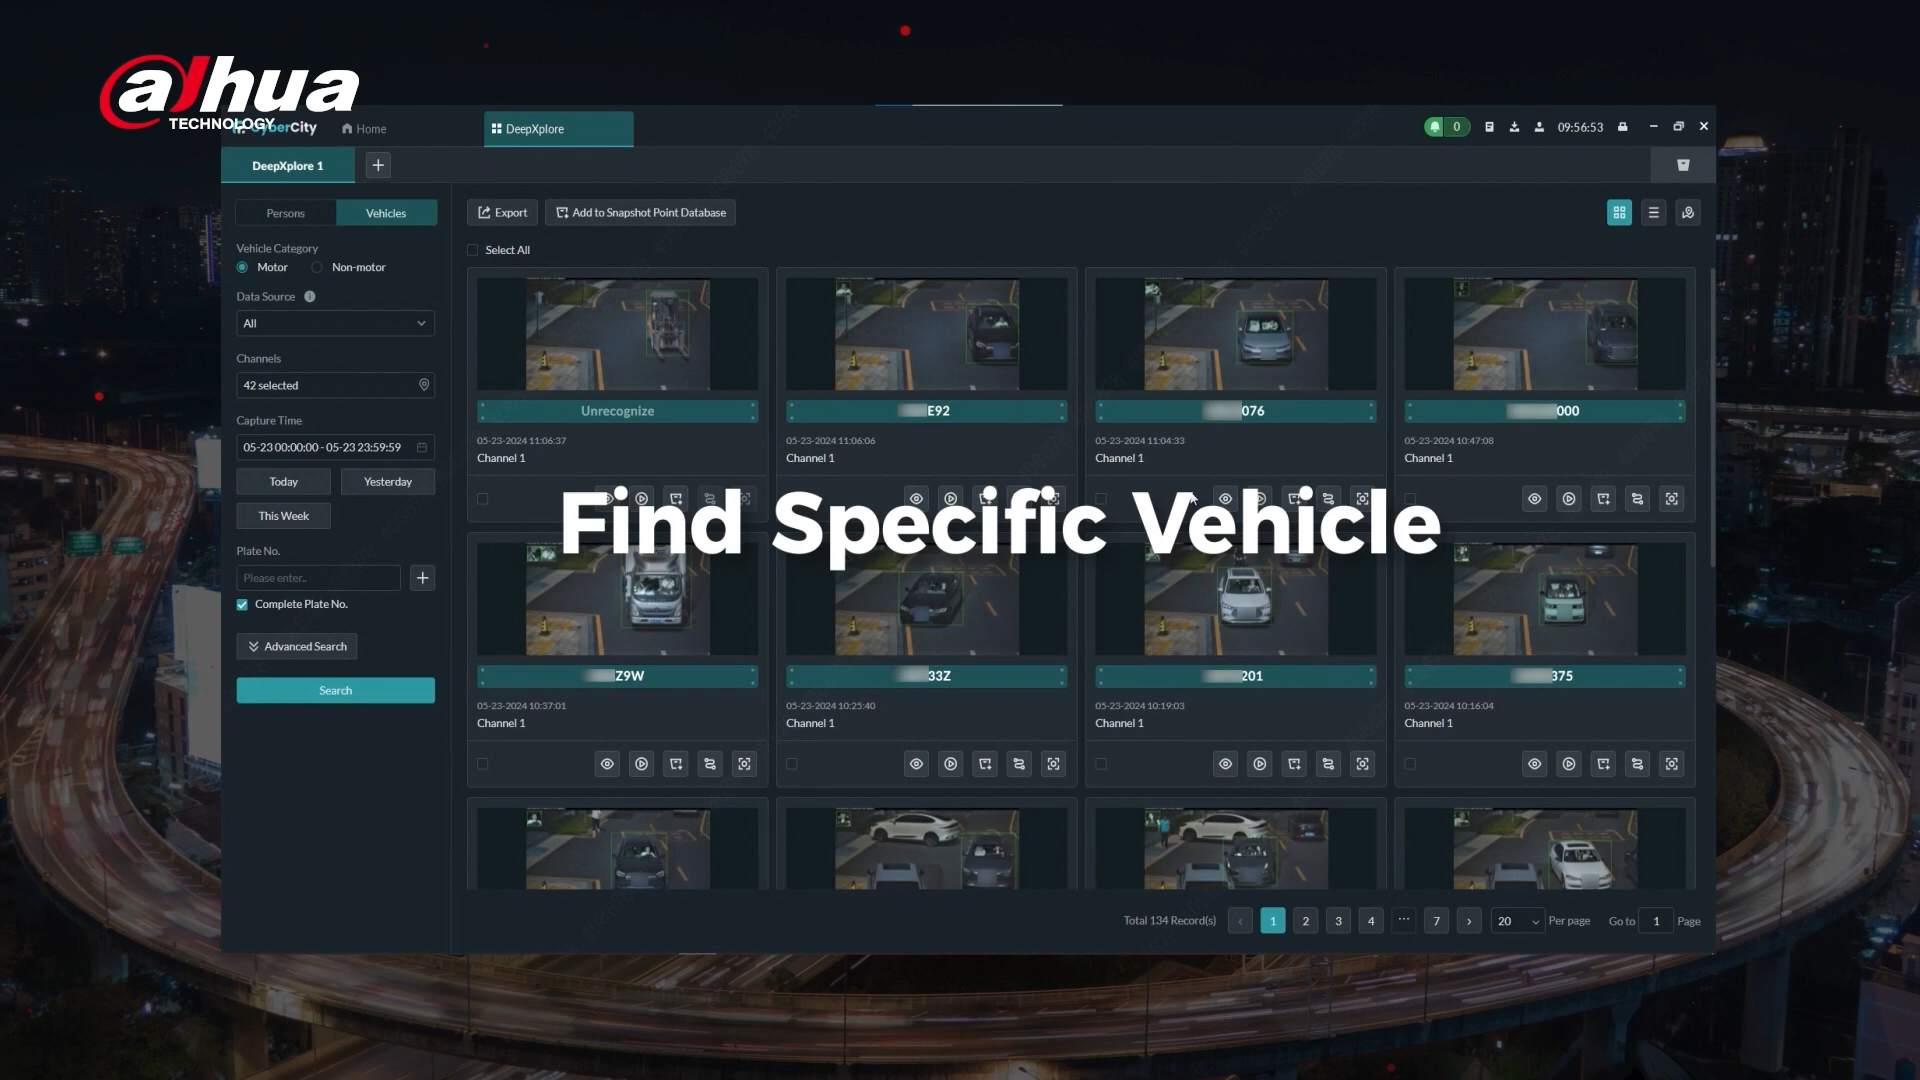 alhua
TECHNOLOGY
CyberCity
Home
DeepXplore
0
09:56:53
DeepXplore 1
Persons
Vehicles
Export
Add to Snapshot Point Database
Vehicle Category
Motor
Non-motor
Select All
Data Source
All
Channels
42 selected
Capture Time
05-23 00:00:00 - 05-23 23:59:59
Today
Yesterday
This Week
Plate No.
Please enter..
Complete Plate No.
Advanced Search
Search
Unrecognize
E92
076
000
05-23-2024 11:06:37
05-23-2024 11:06:06
05-23-2024 11:04:33
05-23-2024 10:47:08
Channel 1
Channel 1
Channel 1
Channel 1
Find Specific Vehicle
Z9W
33Z
201
375
05-23-2024 10:37:01
05-23-2024 10:25:40
05-23-2024 10:19:03
05-23-2024 10:16:04
Channel 1
Channel 1
Channel 1
Channel 1
Total 134 Record(s)
1
2
3
4
...
7
20
Per page
Go to
1
Page